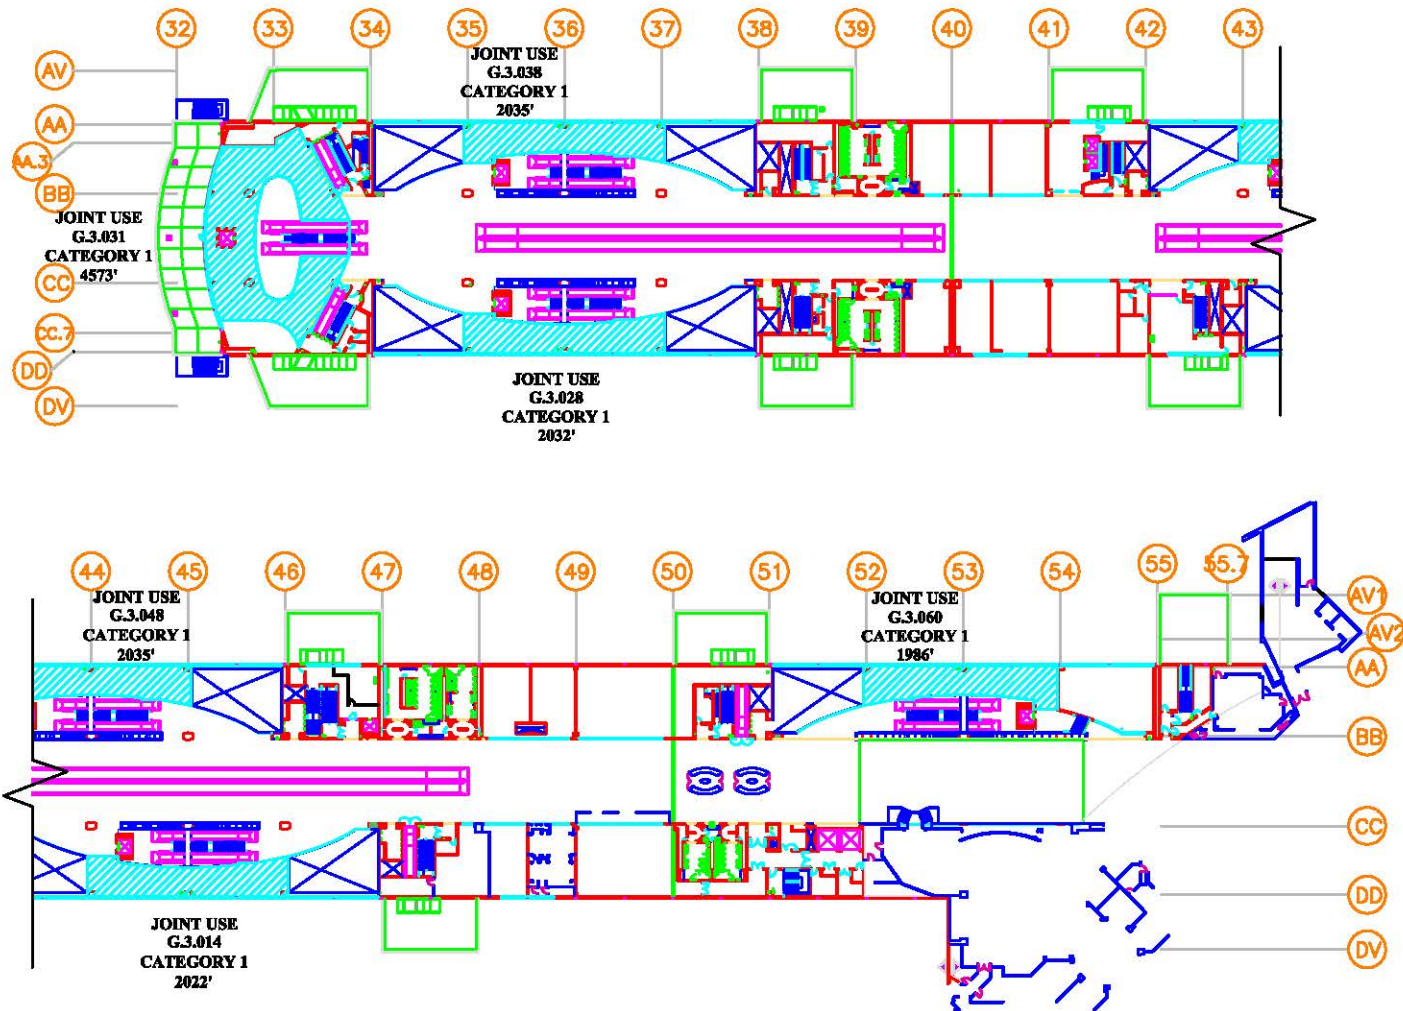 32 33 34 35 36 37 38 39 40 41 42 43
JOINT USE
G.3.038
CATEGORY 1
2035'
AV
AA
AA.3
BB
JOINT USE
G.3.031
CATEGORY 1
4573'
CC
CC.7
DD
DV
JOINT USE
G.3.028
CATEGORY 1
2032'
44 45 46 47 48 49 50 51 52 53 54 55 55.7
JOINT USE
G.3.048
CATEGORY 1
2035'
JOINT USE
G.3.060
CATEGORY 1
1986'
AV1
AV2
AA
BB
CC
DD
DV
JOINT USE
G.3.014
CATEGORY 1
2022'